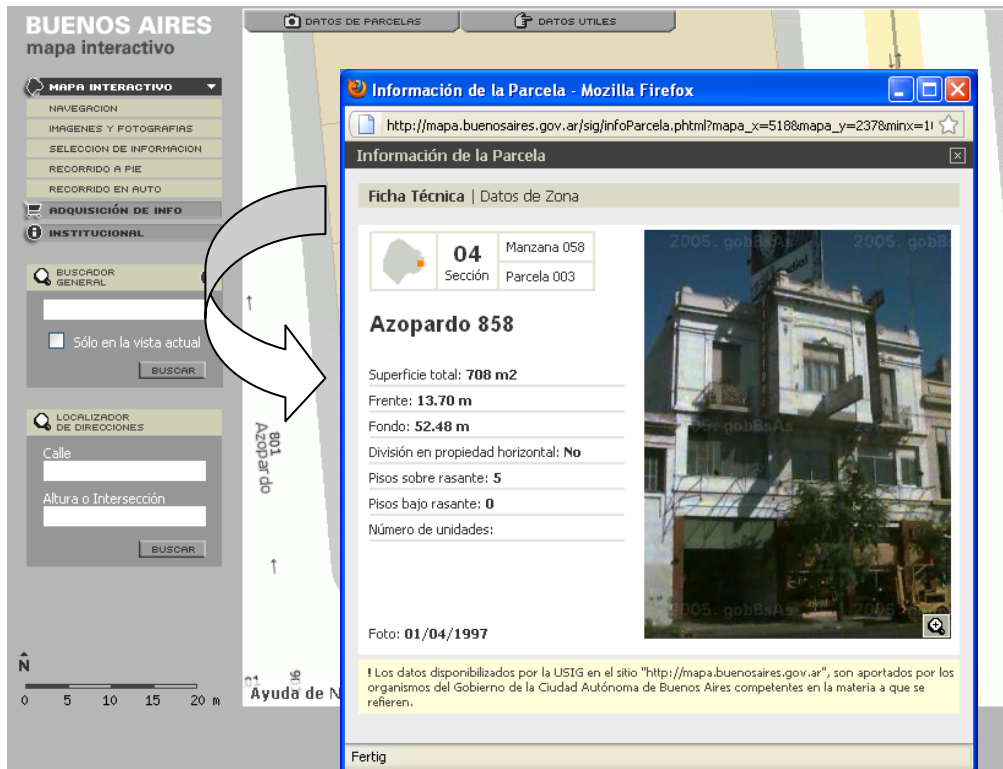 BUENOS AIRES
mapa interactivo
DATOS DE PARCELAS
DATOS UTILES
MAPA INTERACTIVO
NAVEGACION
IMAGENES Y FOTOGRAFIAS
SELECCION DE INFORMACION
RECORRIDO A PIE
RECORRIDO EN AUTO
ADQUISICIÓN DE INFO
INSTITUCIONAL
BUSCADOR
GENERAL
Sólo en la vista actual
BUSCAR
LOCALIZADOR
DE DIRECCIONES
Calle
Altura o Intersección
BUSCAR
N
0 5 10 15 20 m
801
Azopardo
Ayuda de N
Información de la Parcela - Mozilla Firefox
http://mapa.buenosaires.gov.ar/sig/infoParcela.phtml?mapa_x=518&mapa_y=237&minx=1
Información de la Parcela
Ficha Técnica | Datos de Zona
04
Sección
Manzana 058
Parcela 003
Azopardo 858
Superficie total: 708 m2
Frente: 13.70 m
Fondo: 52.48 m
División en propiedad horizontal: No
Pisos sobre rasante: 5
Pisos bajo rasante: 0
Número de unidades:
Foto: 01/04/1997
2005. gobBsAs
2005. gobBs
05. gobBsAs
2005
005. gobBsAs
! Los datos disponibilizados por la USIG en el sitio "http://mapa.buenosaires.gov.ar", son aportados por los
organismos del Gobierno de la Ciudad Autónoma de Buenos Aires competentes en la materia a que se
refieren.
Fertig